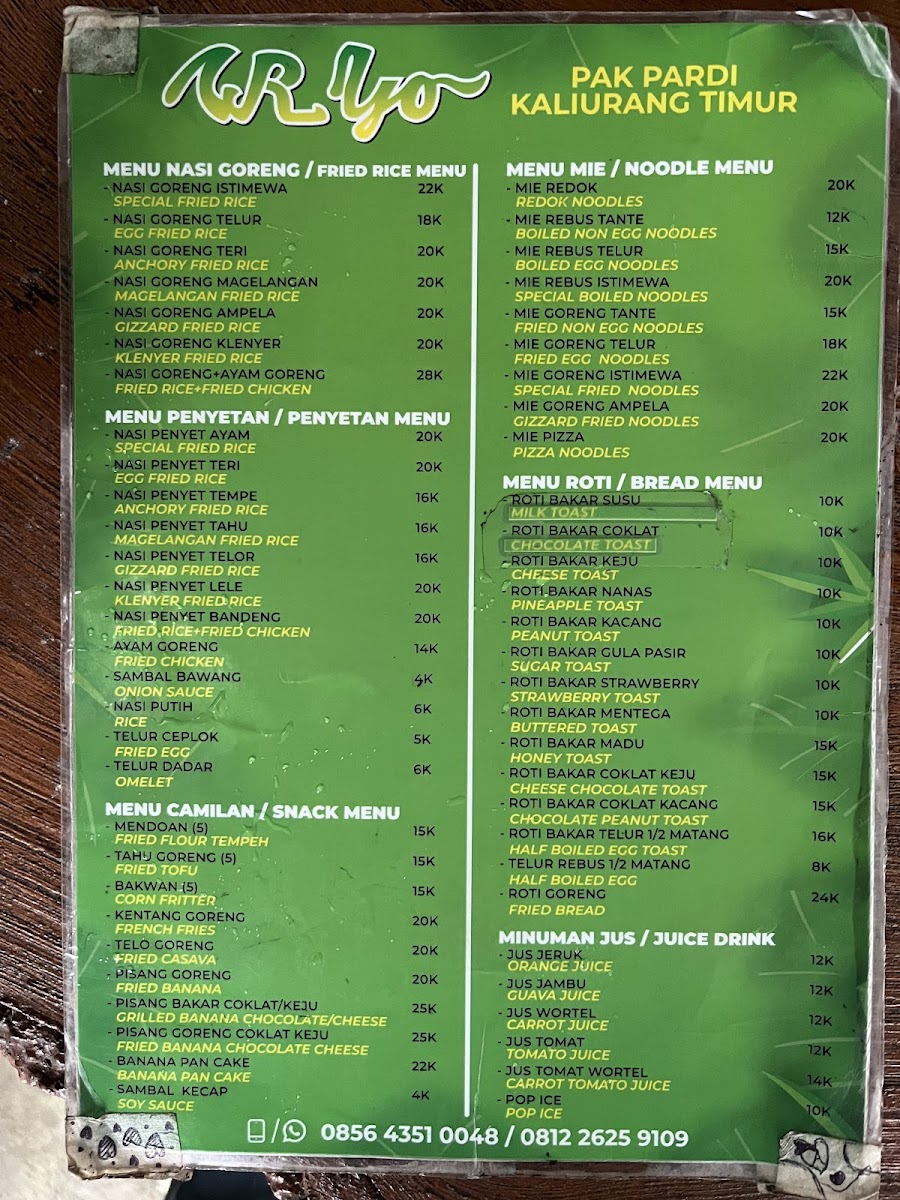 WR Yo
PAK PARDI
KALIURANG TIMUR
MENU NASI GORENG / FRIED RICE MENU
- NASI GORENG ISTIMEWA 22K
SPECIAL FRIED RICE
- NASI GORENG TELUR 18K
EGG FRIED RICE
- NASI GORENG TERI 20K
ANCHORY FRIED RICE
- NASI GORENG MAGELANGAN 20K
MAGELANGAN FRIED RICE
- NASI GORENG AMPELA 20K
GIZZARD FRIED RICE
- NASI GORENG KLENYER 20K
KLENYER FRIED RICE
- NASI GORENG+AYAM GORENG 28K
FRIED RICE+FRIED CHICKEN
MENU PENYETAN / PENYETAN MENU
- NASI PENYET AYAM 20K
SPECIAL FRIED RICE
- NASI PENYET TERI 20K
EGG FRIED RICE
- NASI PENYET TEMPE 16K
ANCHORY FRIED RICE
- NASI PENYET TAHU 16K
MAGELANGAN FRIED RICE
- NASI PENYET TELOR 16K
GIZZARD FRIED RICE
- NASI PENYET LELE 20K
KLENYER FRIED RICE
- NASI PENYET BANDENG 20K
FRIED RICE+FRIED CHICKEN
- AYAM GORENG 14K
FRIED CHICKEN
- SAMBAL BAWANG 4K
ONION SAUCE
- NASI PUTIH 6K
RICE
- TELUR CEPLOK 5K
FRIED EGG
- TELUR DADAR 6K
OMELET
MENU CAMILAN / SNACK MENU
- MENDOAN (5) 15K
FRIED FLOUR TEMPEH
- TAHU GORENG (5) 15K
FRIED TOFU
- BAKWAN (5) 15K
CORN FRITTER
- KENTANG GORENG 20K
FRENCH FRIES
- TELO GORENG 20K
FRIED CASAVA
- PISANG GORENG 20K
FRIED BANANA
- PISANG BAKAR COKLAT/KEJU 25K
GRILLED BANANA CHOCOLATE/CHEESE
- PISANG GORENG COKLAT KEJU 25K
FRIED BANANA CHOCOLATE CHEESE
- BANANA PAN CAKE 22K
BANANA PAN CAKE
- SAMBAL KECAP 4K
SOY SAUCE
MENU MIE / NOODLE MENU
- MIE REDOK 20K
REDOK NOODLES
- MIE REBUS TANTE 12K
BOILED NON EGG NOODLES
- MIE REBUS TELUR 15K
BOILED EGG NOODLES
- MIE REBUS ISTIMEWA 20K
SPECIAL BOILED NOODLES
- MIE GORENG TANTE 15K
FRIED NON EGG NOODLES
- MIE GORENG TELUR 18K
FRIED EGG NOODLES
- MIE GORENG ISTIMEWA 22K
SPECIAL FRIED NOODLES
- MIE GORENG AMPELA 20K
GIZZARD FRIED NOODLES
- MIE PIZZA 20K
PIZZA NOODLES
MENU ROTI / BREAD MENU
- ROTI BAKAR SUSU 10K
MILK TOAST
- ROTI BAKAR COKLAT 10K
CHOCOLATE TOAST
- ROTI BAKAR KEJU 10K
CHEESE TOAST
- ROTI BAKAR NANAS 10K
PINEAPPLE TOAST
- ROTI BAKAR KACANG 10K
PEANUT TOAST
- ROTI BAKAR GULA PASIR 10K
SUGAR TOAST
- ROTI BAKAR STRAWBERRY 10K
STRAWBERRY TOAST
- ROTI BAKAR MENTEGA 10K
BUTTERED TOAST
- ROTI BAKAR MADU 15K
HONEY TOAST
- ROTI BAKAR COKLAT KEJU 15K
CHEESE CHOCOLATE TOAST
- ROTI BAKAR COKLAT KACANG 15K
CHOCOLATE PEANUT TOAST
- ROTI BAKAR TELUR 1/2 MATANG 16K
HALF BOILED EGG TOAST
- TELUR REBUS 1/2 MATANG 8K
HALF BOILED EGG
- ROTI GORENG 24K
FRIED BREAD
MINUMAN JUS / JUICE DRINK
- JUS JERUK 12K
ORANGE JUICE
- JUS JAMBU 12K
GUAVA JUICE
- JUS WORTEL 12K
CARROT JUICE
- JUS TOMAT 12K
TOMATO JUICE
- JUS TOMAT WORTEL 14K
CARROT TOMATO JUICE
- POP ICE 10K
POP ICE
/ 0856 4351 0048 / 0812 2625 9109